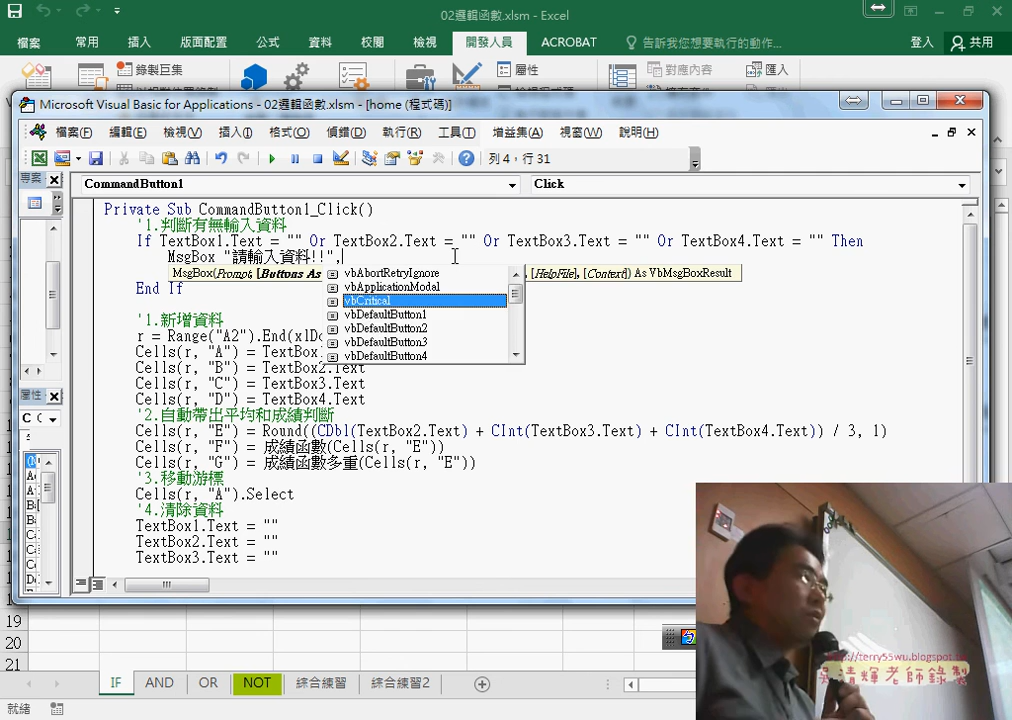 02邏輯函數.xlsm - Excel
檔案 常用 插入 版面配置 公式 資料 校閱 檢視 開發人員 ACROBAT 告訴我您想要執行的動作... 登入 共用
錄製巨集 屬性 對應內容 匯入
Microsoft Visual Basic for Applications - 02邏輯函數.xlsm - [home (程式碼)]
檔案(F) 編輯(E) 檢視(V) 插入(I) 格式(O) 偵錯(D) 執行(R) 工具(T) 增益集(A) 視窗(W) 說明(H)
列 4，行 31
專案
CommandButton1 Click
Private Sub CommandButton1_Click()
'1.判斷有無輸入資料
If TextBox1.Text = "" Or TextBox2.Text = "" Or TextBox3.Text = "" Or TextBox4.Text = "" Then
MsgBox "請輸入資料!!",
MsgBox(Prompt, [Buttons As , [HelpFile], [Context]) As VbMsgBoxResult
vbAbortRetryIgnore
vbApplicationModal
vbCritical
vbDefaultButton1
vbDefaultButton2
vbDefaultButton3
vbDefaultButton4
End If
'1.新增資料
r = Range("A2").End(xlDo
Cells(r, "A") = TextBox
Cells(r, "B") = TextBox2.Text
Cells(r, "C") = TextBox3.Text
Cells(r, "D") = TextBox4.Text
'2.自動帶出平均和成績判斷
Cells(r, "E") = Round((CDbl(TextBox2.Text) + CInt(TextBox3.Text) + CInt(TextBox4.Text)) / 3, 1)
Cells(r, "F") = 成績函數(Cells(r, "E"))
Cells(r, "G") = 成績函數多重(Cells(r, "E"))
'3.移動游標
Cells(r, "A").Select
'4.清除資料
TextBox1.Text = ""
TextBox2.Text = ""
TextBox3.Text = ""
屬性
19
20
21
IF AND OR NOT 綜合練習 綜合練習2
就緒
http://terry55wu.blogspot.tw
吳清輝老師錄製